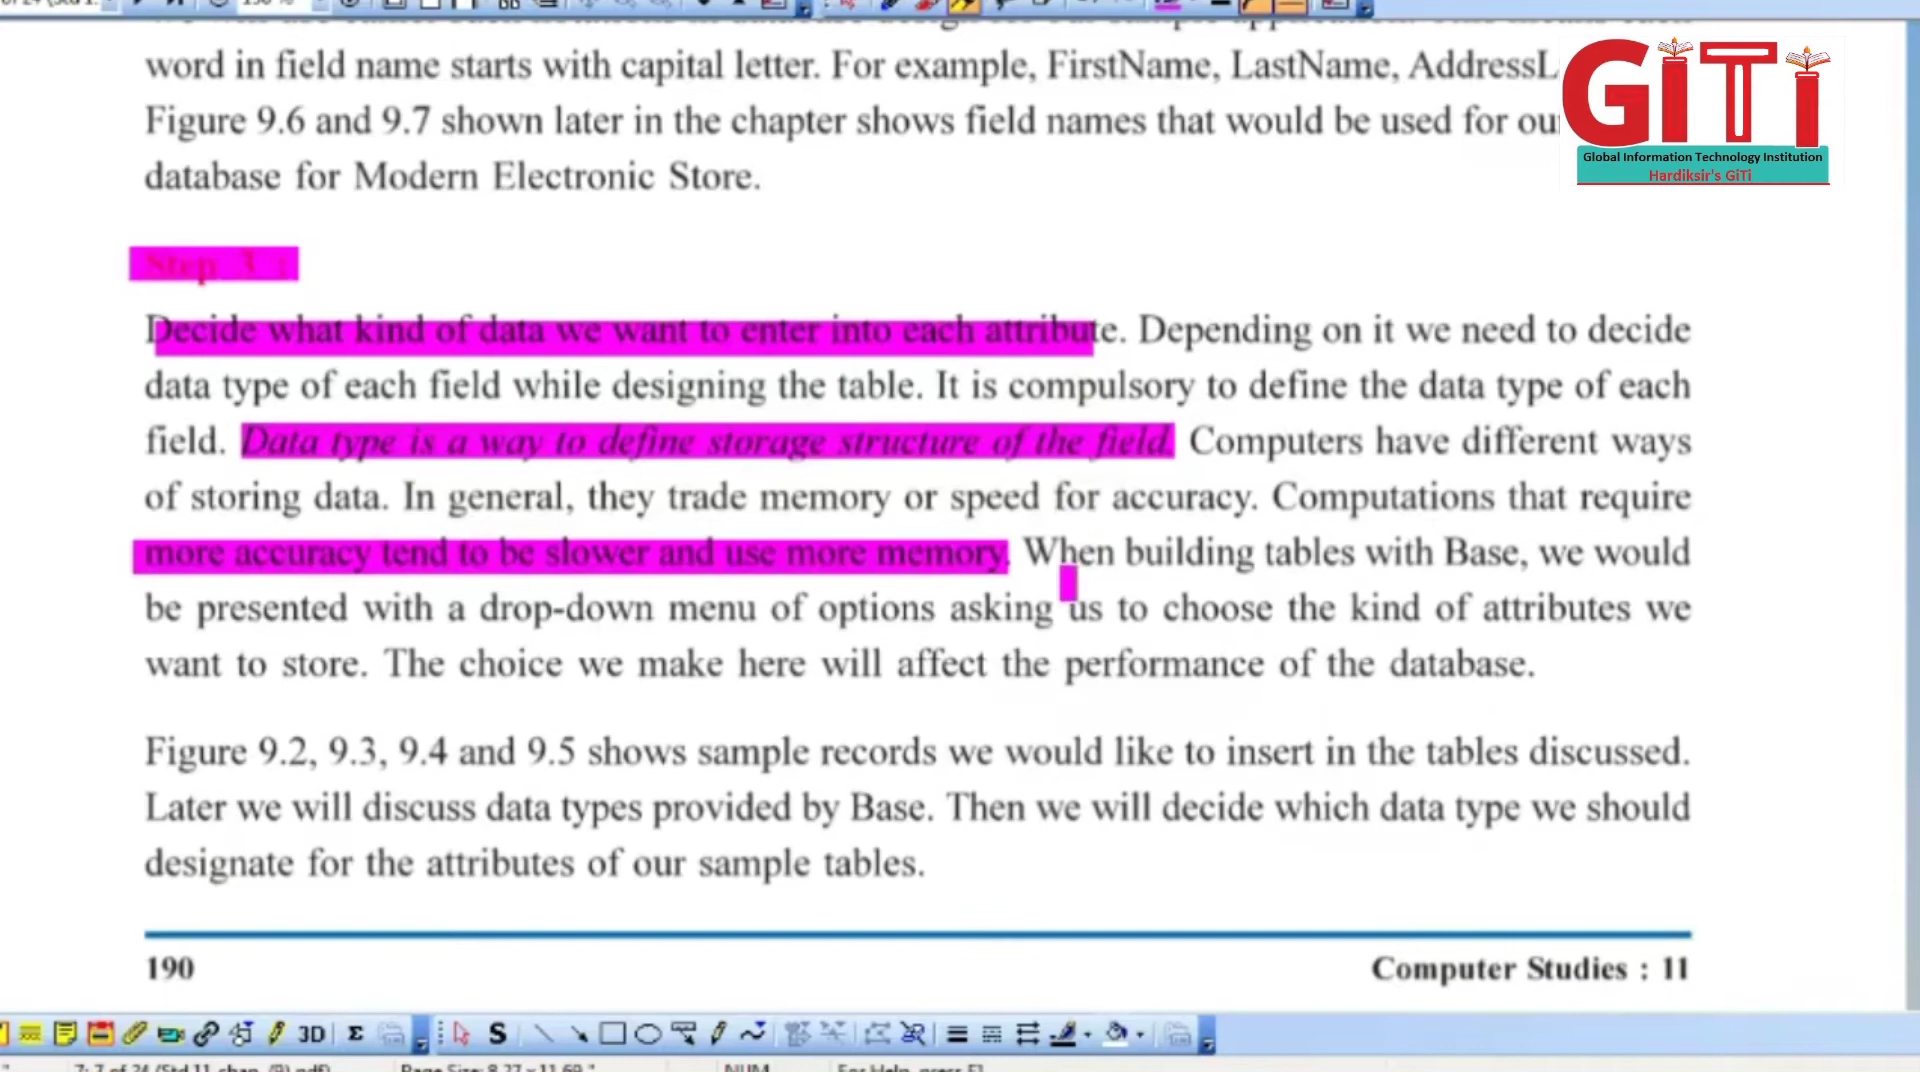 word in field name starts with capital letter. For example, FirstName, LastName, AddressL
Figure 9.6 and 9.7 shown later in the chapter shows field names that would be used for ou
database for Modern Electronic Store.
GiTi
Global Information Technology Institution
Hardiksir's GiTi
Step 3 :
Decide what kind of data we want to enter into each attribute. Depending on it we need to decide
data type of each field while designing the table. It is compulsory to define the data type of each
field. Data type is a way to define storage structure of the field. Computers have different ways
of storing data. In general, they trade memory or speed for accuracy. Computations that require
more accuracy tend to be slower and use more memory. When building tables with Base, we would
be presented with a drop-down menu of options asking us to choose the kind of attributes we
want to store. The choice we make here will affect the performance of the database.
Figure 9.2, 9.3, 9.4 and 9.5 shows sample records we would like to insert in the tables discussed.
Later we will discuss data types provided by Base. Then we will decide which data type we should
designate for the attributes of our sample tables.
190
Computer Studies : 11
3D Σ S